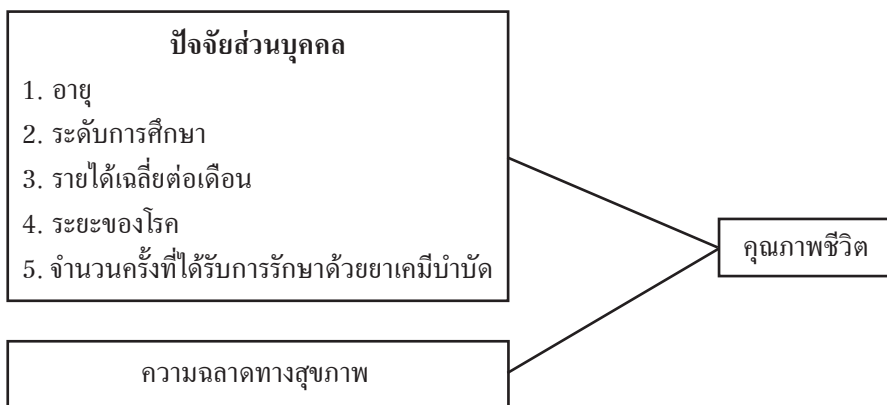 ปัจจัยส่วนบุคคล
1. อายุ
2. ระดับการศึกษา
3. รายได้เฉลี่ยต่อเดือน
4. ระยะของโรค
5. จำนวนครั้งที่ได้รับการรักษาด้วยยาเคมีบำบัด
คุณภาพชีวิต
ความฉลาดทางสุขภาพ